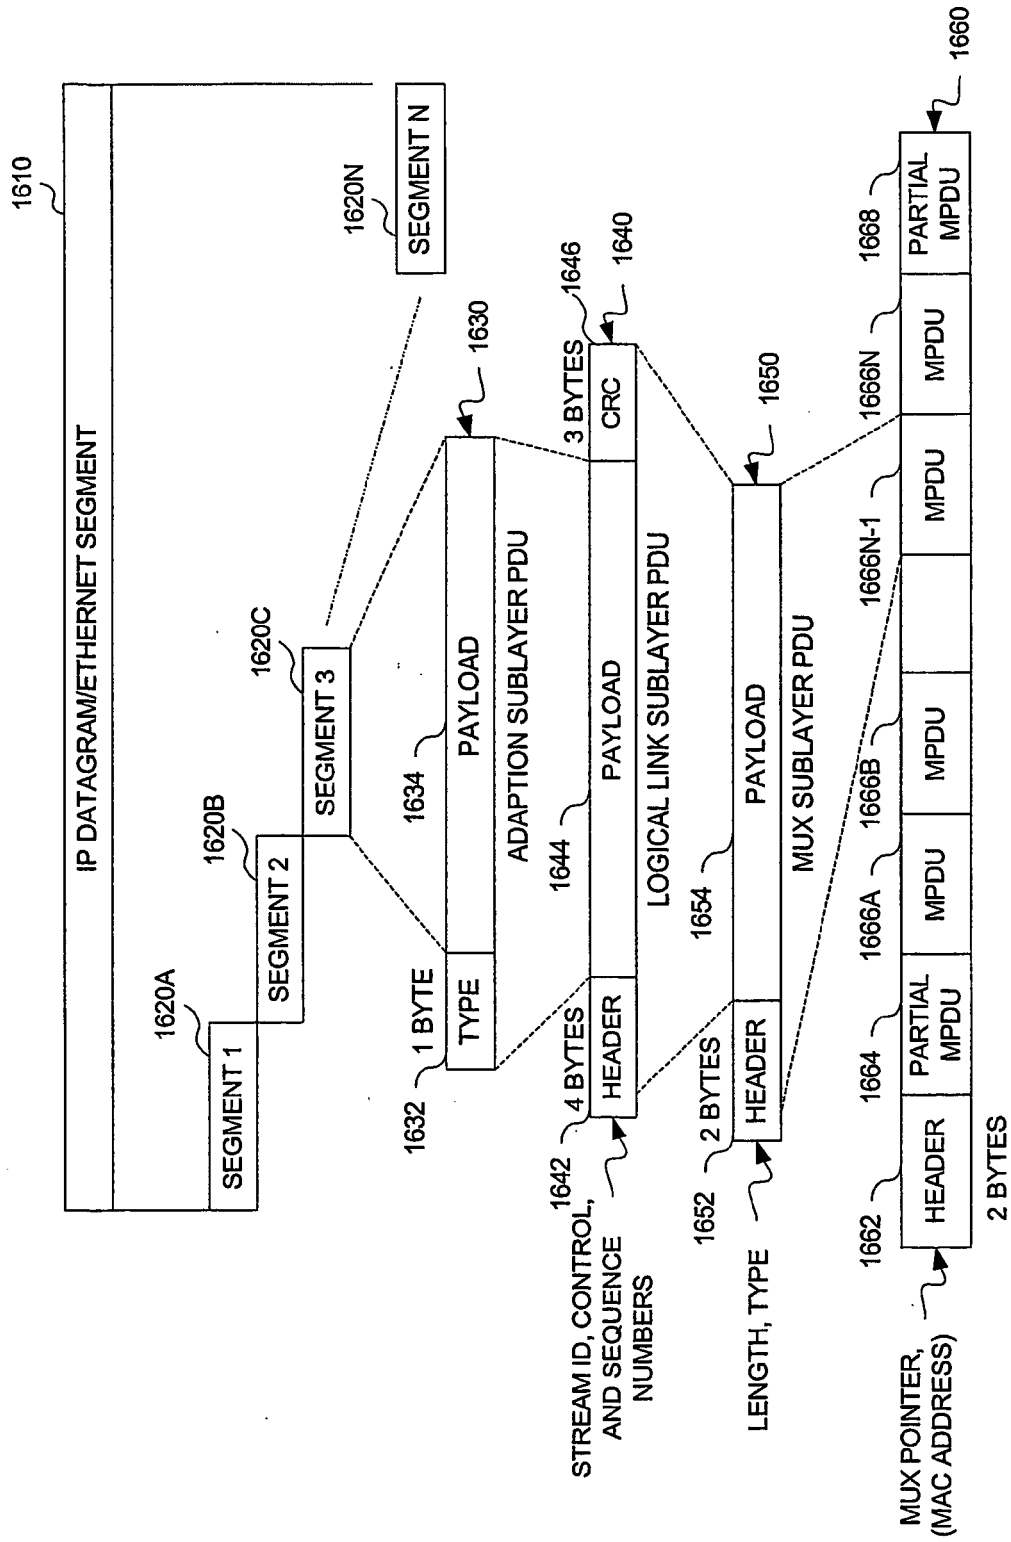 1610
IP DATAGRAM/ETHERNET SEGMENT
1620A
SEGMENT 1
1620B
SEGMENT 2
1620C
SEGMENT 3
1620N
SEGMENT N
1632
1 BYTE
TYPE
1634
PAYLOAD
1630
ADAPTION SUBLAYER PDU
1642
4 BYTES
HEADER
1644
PAYLOAD
3 BYTES
CRC
1646
1640
LOGICAL LINK SUBLAYER PDU
STREAM ID, CONTROL,
AND SEQUENCE
NUMBERS
1652
2 BYTES
HEADER
1654
PAYLOAD
1650
MUX SUBLAYER PDU
LENGTH, TYPE
1662
HEADER
2 BYTES
1664
PARTIAL
MPDU
1666A
MPDU
1666B
MPDU
1666N-1
MPDU
1666N
MPDU
1668
PARTIAL
MPDU
1660
MUX POINTER,
(MAC ADDRESS)